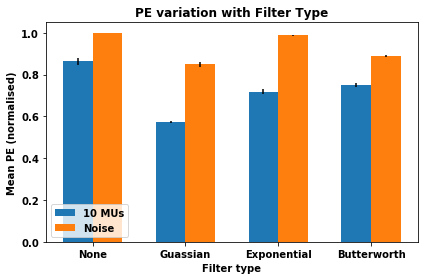 PE variation with Filter Type
Mean PE (normalised)
1.0
0.8
0.6
0.4
0.2
0.0
10 MUs
Noise
None Guassian Exponential Butterworth
Filter type